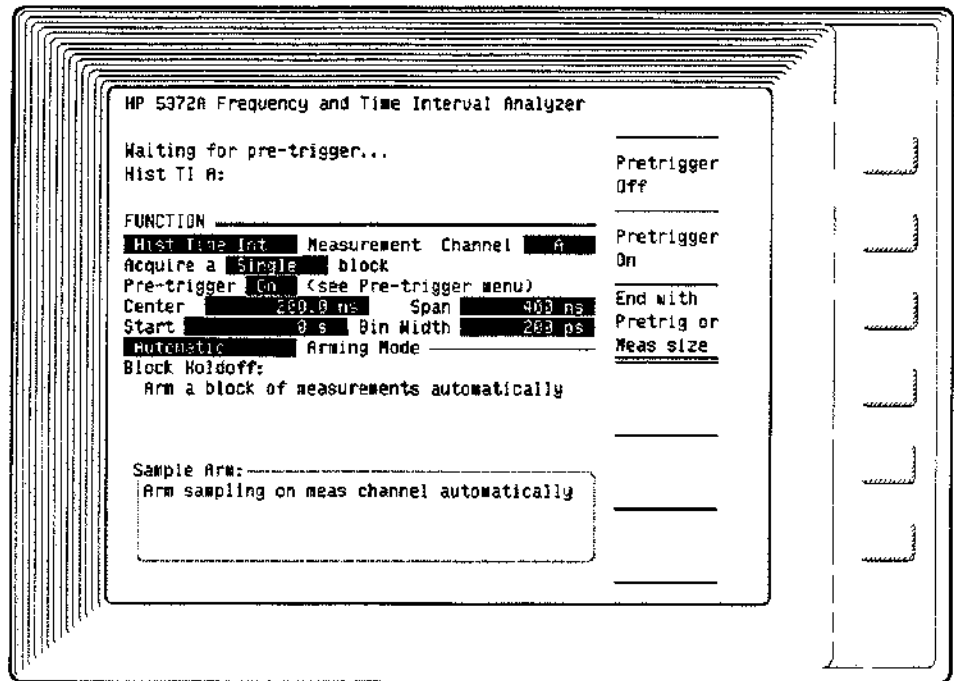 HP 5372A Frequency and Time Interval Analyzer
Waiting for pre-trigger...
Hist TI A:
FUNCTION
Hist Time Int Measurement Channel A
Acquire a Single block
Pre-trigger On (see Pre-trigger menu)
Center 200.0 ns Span 400 ns
Start 0 s Bin Width 200 ps
Automatic Arming Mode
Block Holdoff:
Arm a block of measurements automatically
Sample Arm:
Arm sampling on meas channel automatically
Pretrigger
Off
Pretrigger
On
End with
Pretrig or
Meas size